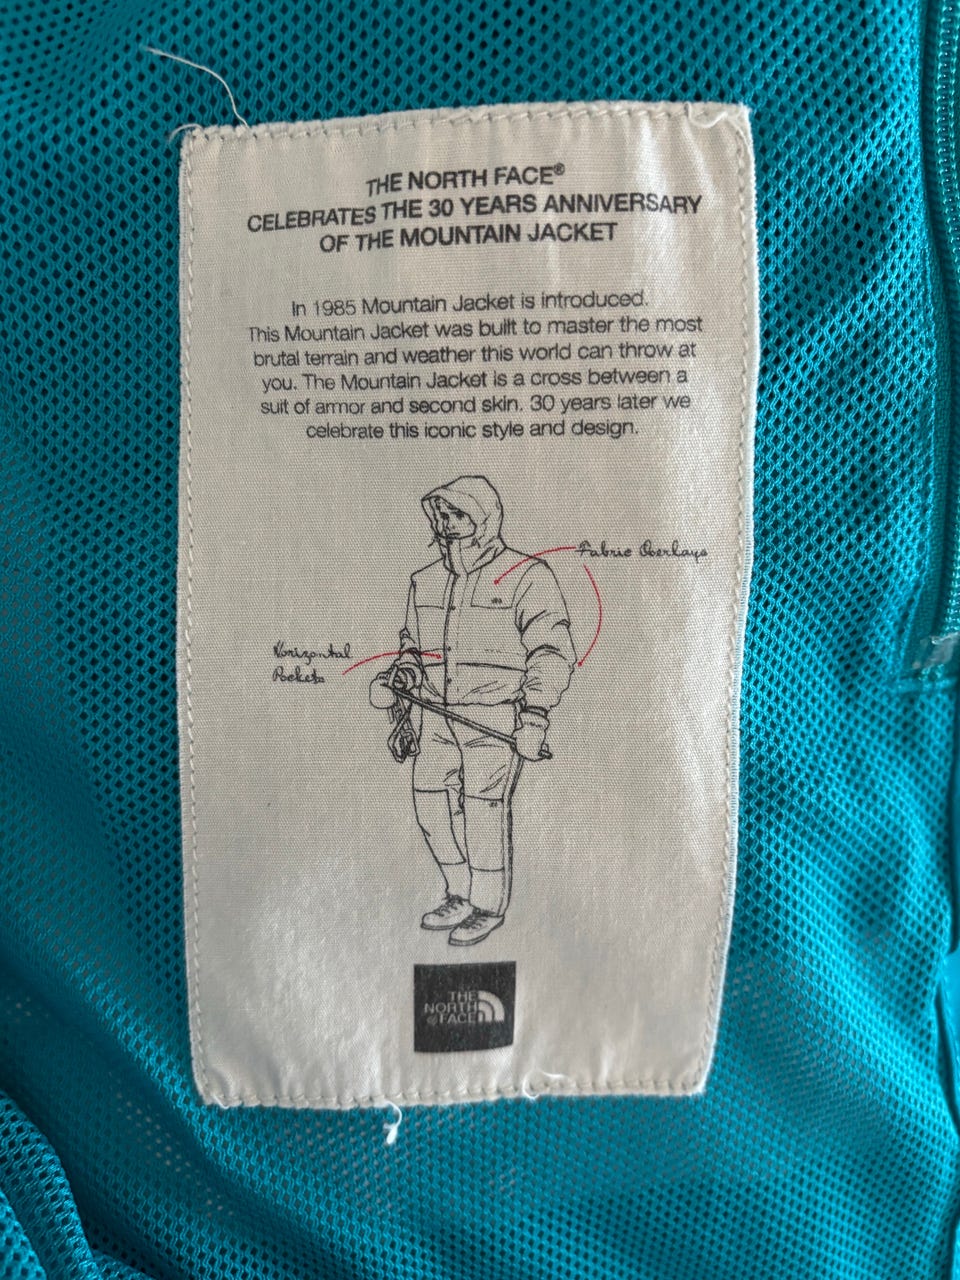 THE NORTH FACE®
CELEBRATES THE 30 YEARS ANNIVERSARY
OF THE MOUNTAIN JACKET
In 1985 Mountain Jacket is introduced.
This Mountain Jacket was built to master the most
brutal terrain and weather this world can throw at
you. The Mountain Jacket is a cross between a
suit of armor and second skin. 30 years later we
celebrate this iconic style and design.
Fabric Overlays
Horizontal
Pockets
THE
NORTH
FACE